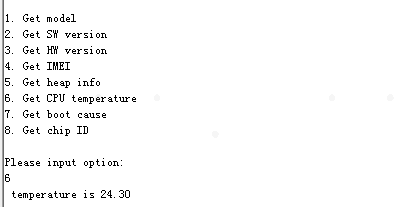 1. Get model
2. Get SW version
3. Get HW version
4. Get IMEI
5. Get heap info
6. Get CPU temperature
7. Get boot cause
8. Get chip ID
Please input option:
6
temperature is 24.30